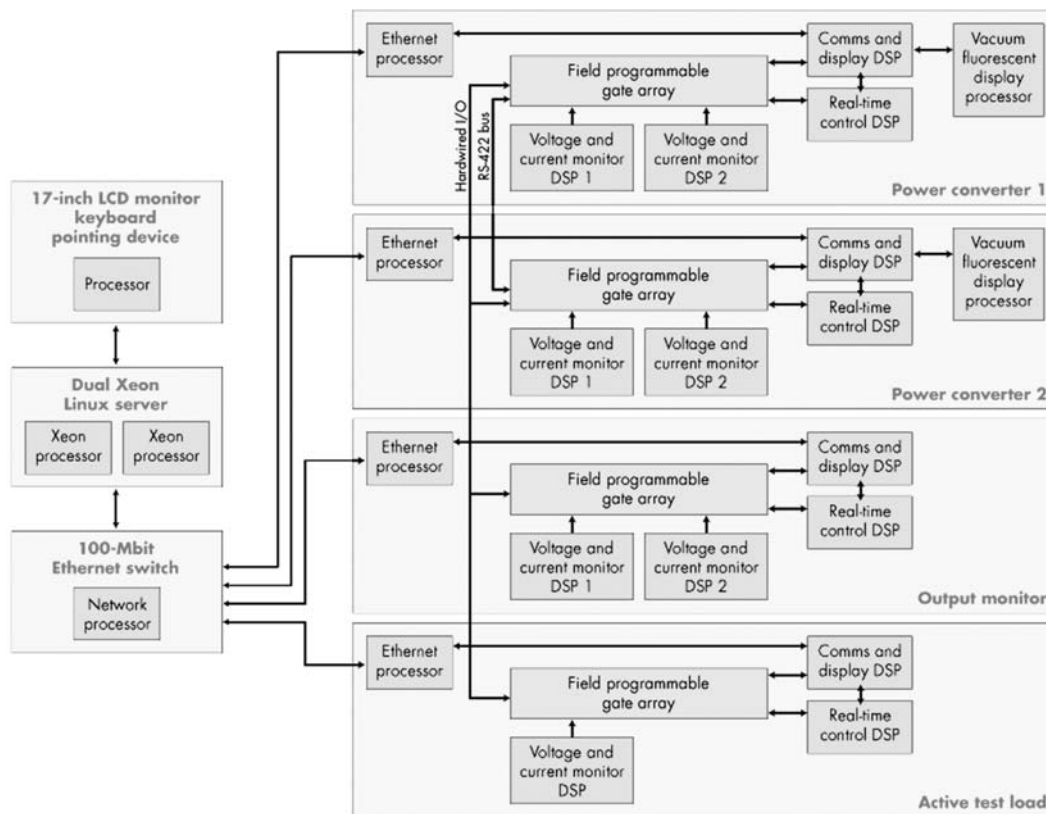 Ethernet
processor
Comms and
display DSP
Vacuum
fluorescent
display
processor
Field programmable
gate array
Real-time
control DSP
Hardwired I/O
RS-422 bus
Voltage and
current monitor
DSP 1
Voltage and
current monitor
DSP 2
Power converter 1
17-inch LCD monitor
keyboard
pointing device
Processor
Ethernet
processor
Comms and
display DSP
Vacuum
fluorescent
display
processor
Field programmable
gate array
Real-time
control DSP
Voltage and
current monitor
DSP 1
Voltage and
current monitor
DSP 2
Power converter 2
Dual Xeon
Linux server
Xeon
processor
Xeon
processor
Ethernet
processor
Comms and
display DSP
Field programmable
gate array
Real-time
control DSP
Voltage and
current monitor
DSP 1
Voltage and
current monitor
DSP 2
Output monitor
100-Mbit
Ethernet switch
Network
processor
Ethernet
processor
Comms and
display DSP
Field programmable
gate array
Real-time
control DSP
Voltage and
current monitor
DSP
Active test load